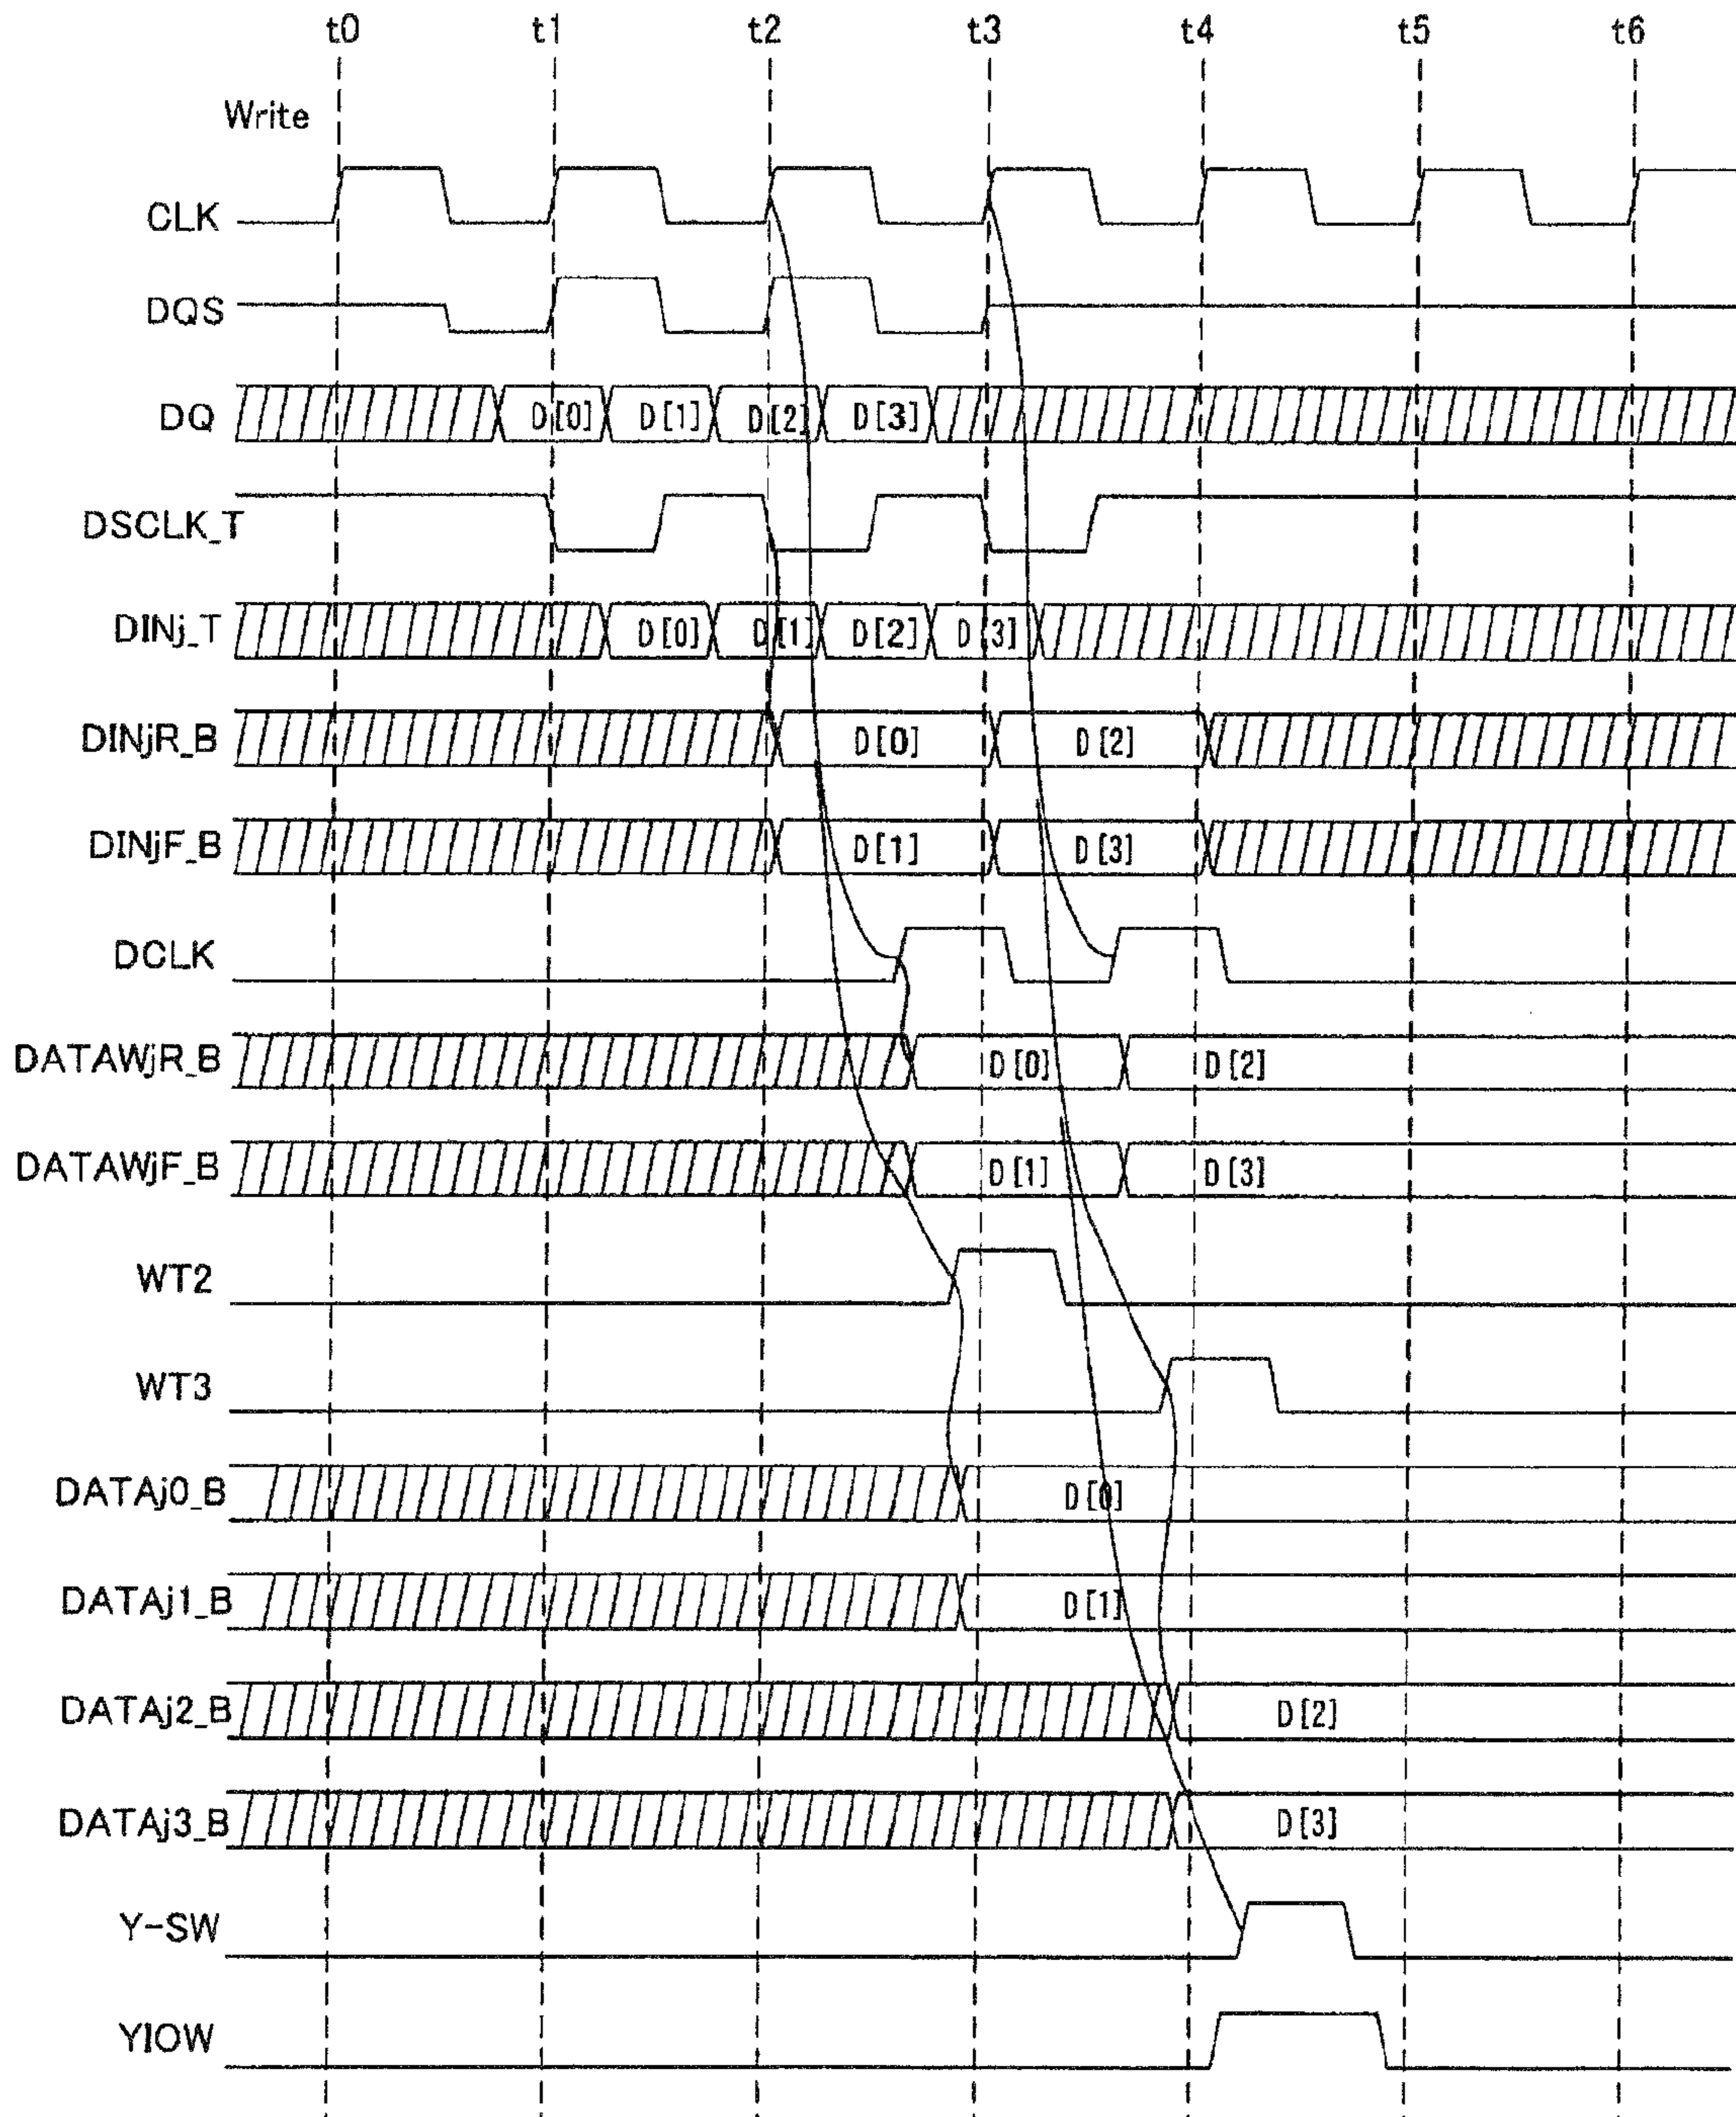 t0 t1 t2 t3 t4 t5 t6
Write
CLK
DQS
DQ D[0] D[1] D[2] D[3]
DSCLK_T
DINj_T D[0] D[1] D[2] D[3]
DINjR_B D[0] D[2]
DINjF_B D[1] D[3]
DCLK
DATAWjR_B D[0] D[2]
DATAWjF_B D[1] D[3]
WT2
WT3
DATAj0_B D[0]
DATAj1_B D[1]
DATAj2_B D[2]
DATAj3_B D[3]
Y-SW
YIOW